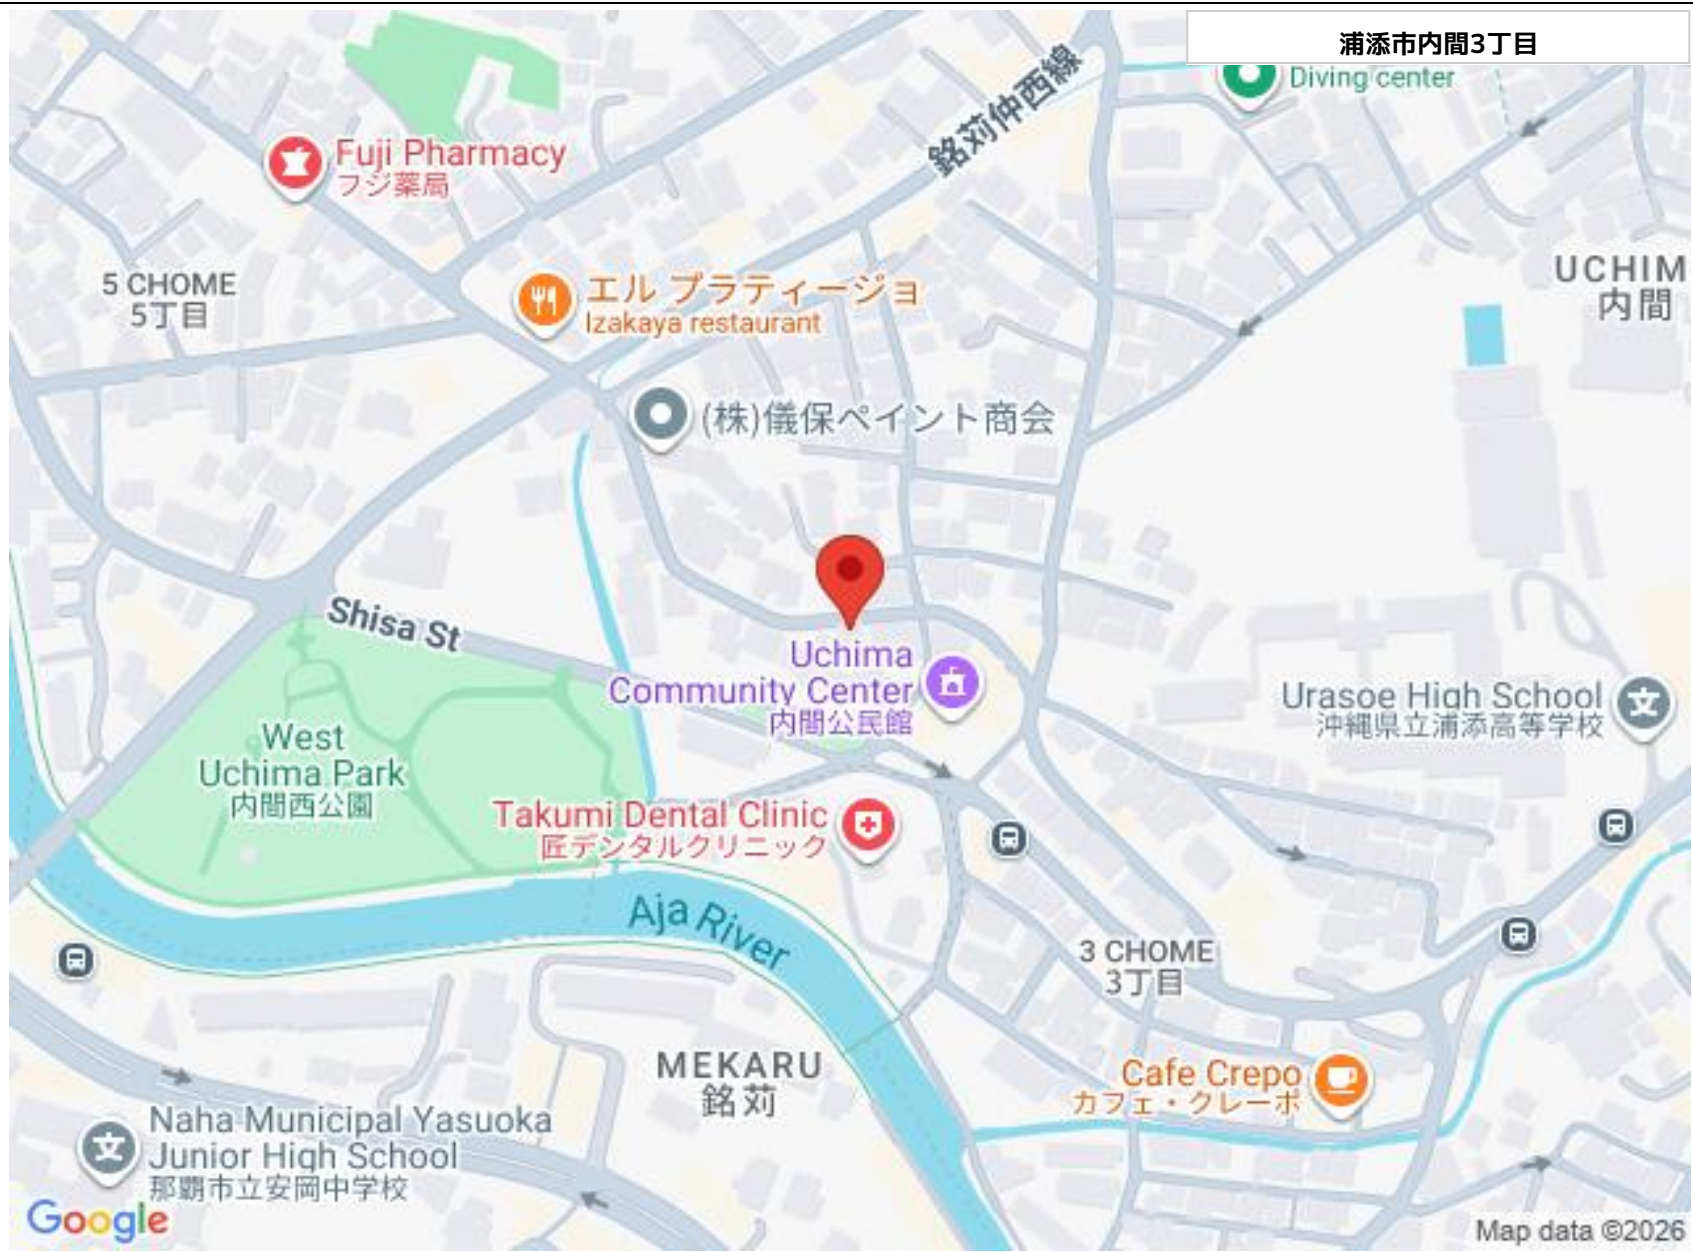 浦添市内間3丁目
Diving center
銘苅仲西線
Fuji Pharmacy
フジ薬局
5 CHOME
5丁目
エル プラティージョ
Izakaya restaurant
UCHIM
内間
(株)儀保ペイント商会
Shisa St
Uchima
Community Center
内間公民館
West
Uchima Park
内間西公園
Urasoe High School
沖縄県立浦添高等学校
Takumi Dental Clinic
匠デンタルクリニック
Aja River
3 CHOME
3丁目
MEKARU
銘苅
Cafe Crepo
カフェ・クレーポ
Naha Municipal Yasuoka
Junior High School
那覇市立安岡中学校
Google
Map data ©2026